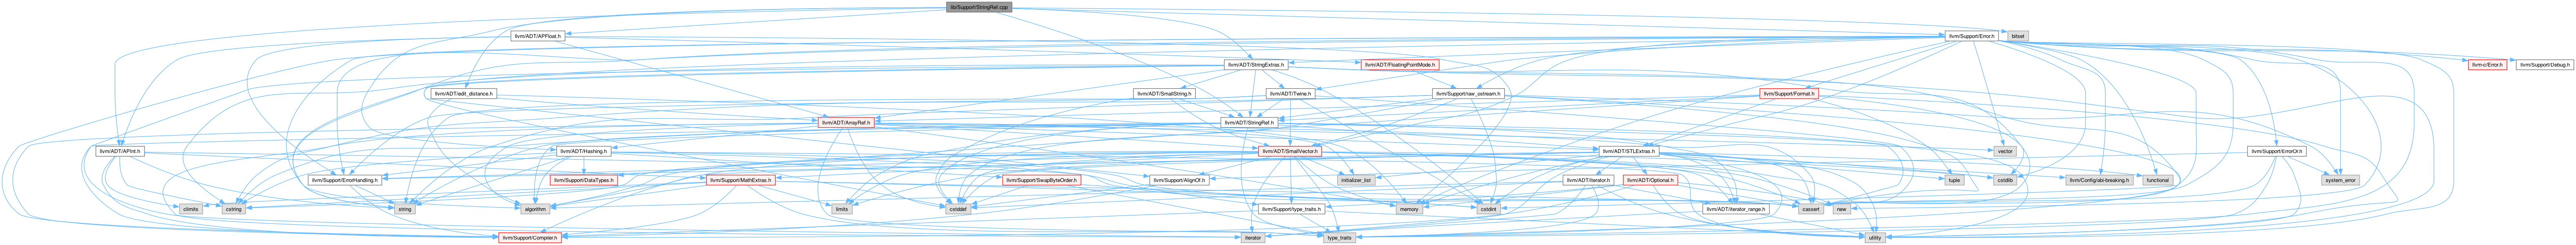 lib/Support/StringRef.cpp
llvm/ADT/APFloat.h
llvm/Support/Error.h
bitset
llvm/ADT/StringExtras.h
llvm/ADT/FloatingPointMode.h
llvm-c/Error.h
llvm/Support/Debug.h
llvm/ADT/edit_distance.h
llvm/ADT/SmallString.h
llvm/ADT/Twine.h
llvm/Support/raw_ostream.h
llvm/Support/Format.h
llvm/ADT/ArrayRef.h
llvm/ADT/StringRef.h
llvm/ADT/APInt.h
llvm/ADT/Hashing.h
llvm/ADT/SmallVector.h
llvm/ADT/STLExtras.h
vector
llvm/Support/ErrorOr.h
llvm/Support/ErrorHandling.h
llvm/Support/DataTypes.h
llvm/Support/MathExtras.h
llvm/Support/SwapByteOrder.h
llvm/Support/AlignOf.h
initializer_list
llvm/ADT/iterator.h
llvm/ADT/Optional.h
tuple
cstdlib
llvm/Config/abi-breaking.h
functional
system_error
climits
cstring
string
algorithm
limits
cstddef
llvm/Support/type_traits.h
memory
cstdint
cassert
new
llvm/ADT/iterator_range.h
llvm/Support/Compiler.h
iterator
type_traits
utility